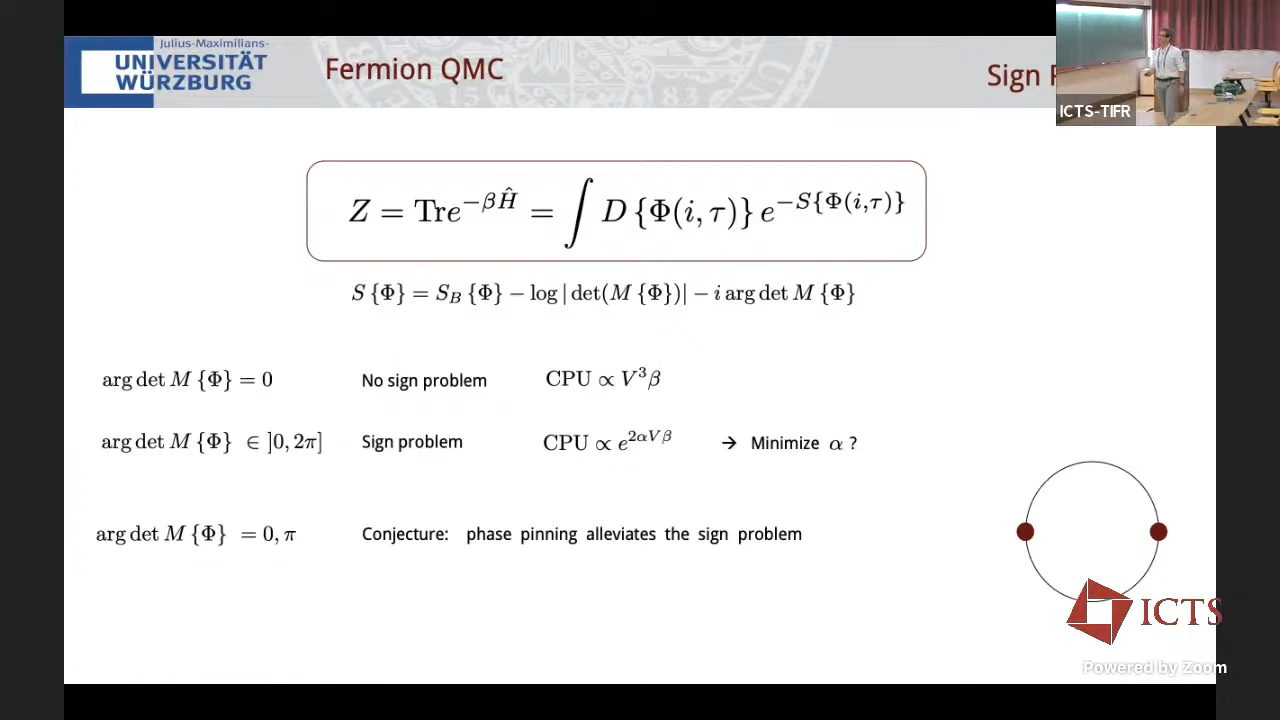 Julius-Maximilians-
UNIVERSITÄT
WÜRZBURG
Fermion QMC
Sign
ICTS-TIFR
Z = Tre^{-βĤ} = ∫ D {Φ(i, τ)} e^{-S{Φ(i,τ)}}
S {Φ} = S_B {Φ} − log | det(M {Φ})| − i arg det M {Φ}
arg det M {Φ} = 0 No sign problem CPU ∝ V³β
arg det M {Φ} ∈ ]0, 2π] Sign problem CPU ∝ e^{2αVβ} → Minimize α ?
arg det M {Φ} = 0, π Conjecture: phase pinning alleviates the sign problem
ICTS
Powered by Zoom